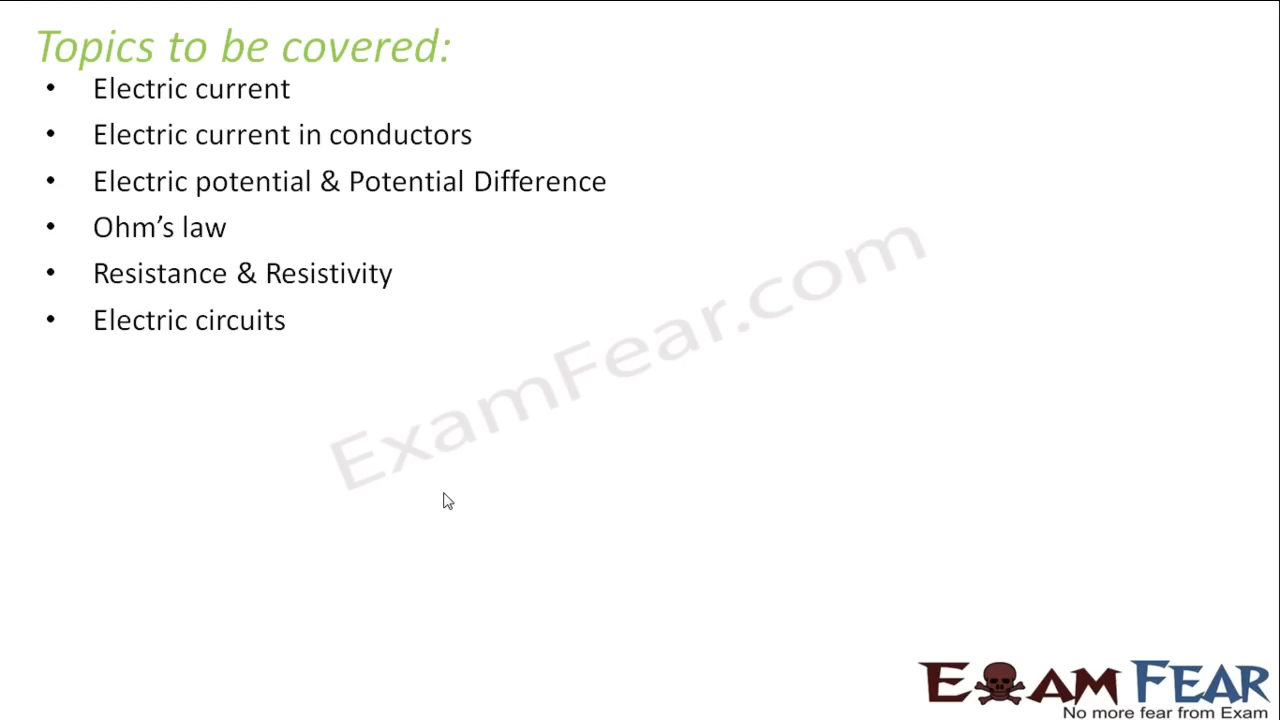 Topics to be covered:
• Electric current
• Electric current in conductors
• Electric potential & Potential Difference
• Ohm’s law
• Resistance & Resistivity
• Electric circuits
ExamFear.com
EXAM FEAR
No more fear from Exam